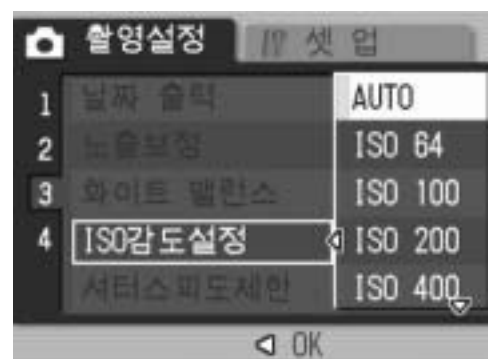 촬영설정 셋 업
1 날짜 출력 AUTO
2 노출보정 ISO 64
3 화이트 밸런스 ISO 100
4 ISO감도설정 ISO 200
셔터스피드제한 ISO 400
OK